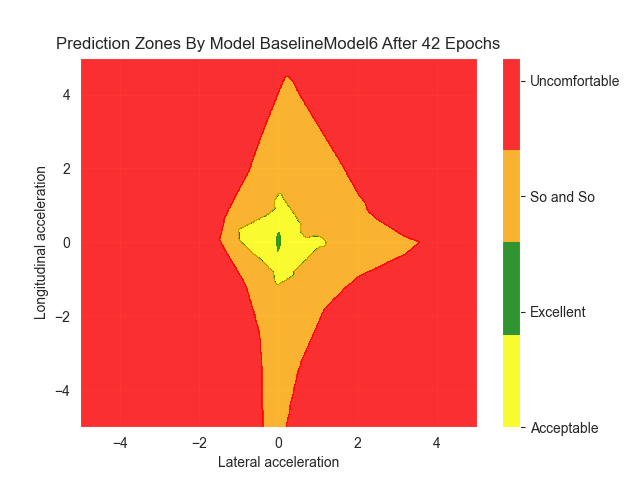 Prediction Zones By Model BaselineModel6 After 42 Epochs
Uncomfortable
So and So
Excellent
Acceptable
Longitudinal acceleration
4
2
0
−2
−4
−4
−2
0
2
4
Lateral acceleration